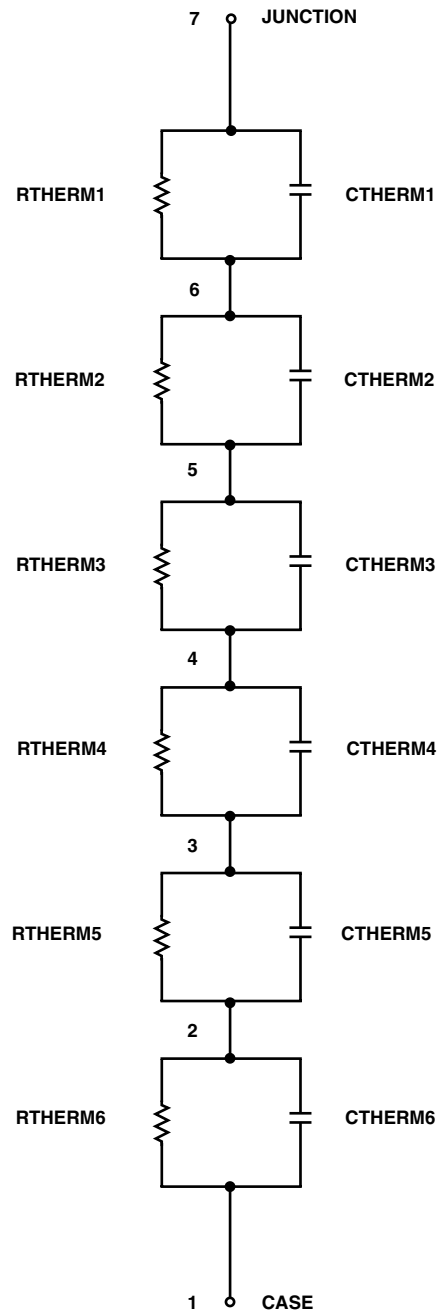 7 JUNCTION
RTHERM1 CTHERM1
6
RTHERM2 CTHERM2
5
RTHERM3 CTHERM3
4
RTHERM4 CTHERM4
3
RTHERM5 CTHERM5
2
RTHERM6 CTHERM6
1 CASE